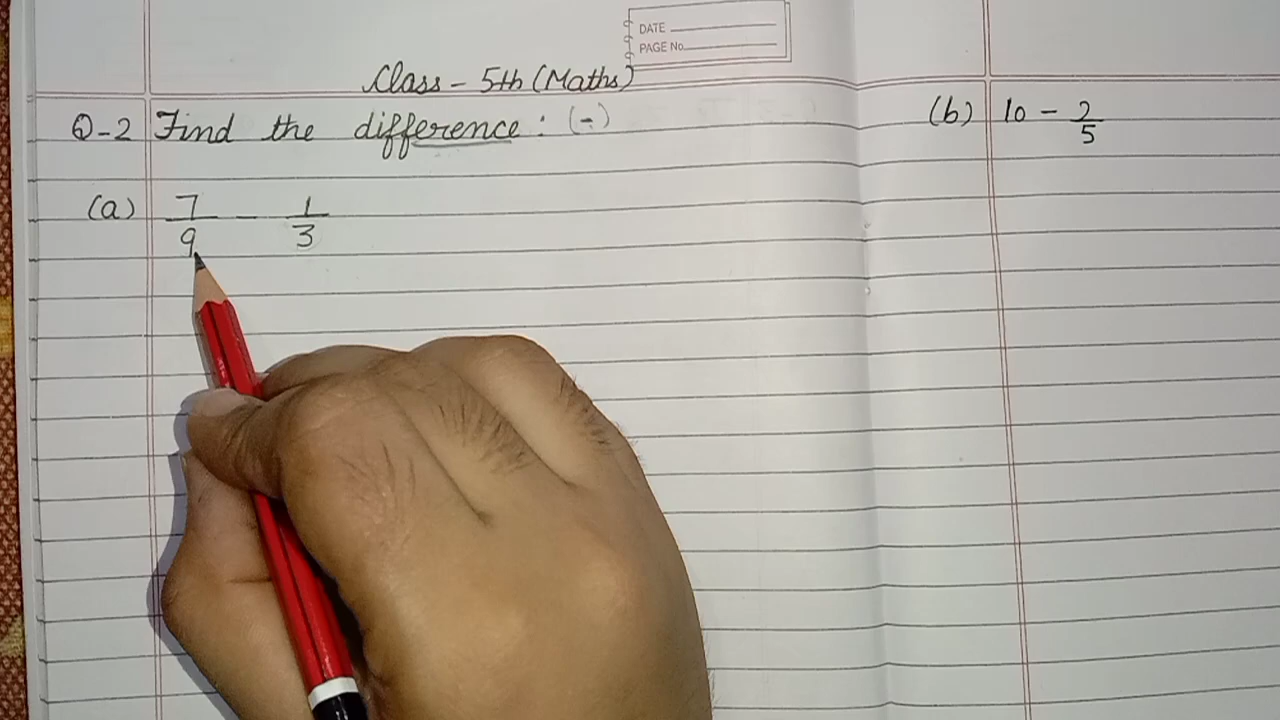 DATE
PAGE No.
Class - 5th (Maths)
Q-2 Find the difference : (-)
(a) 7/9 - 1/3
(b) 10 - 2/5